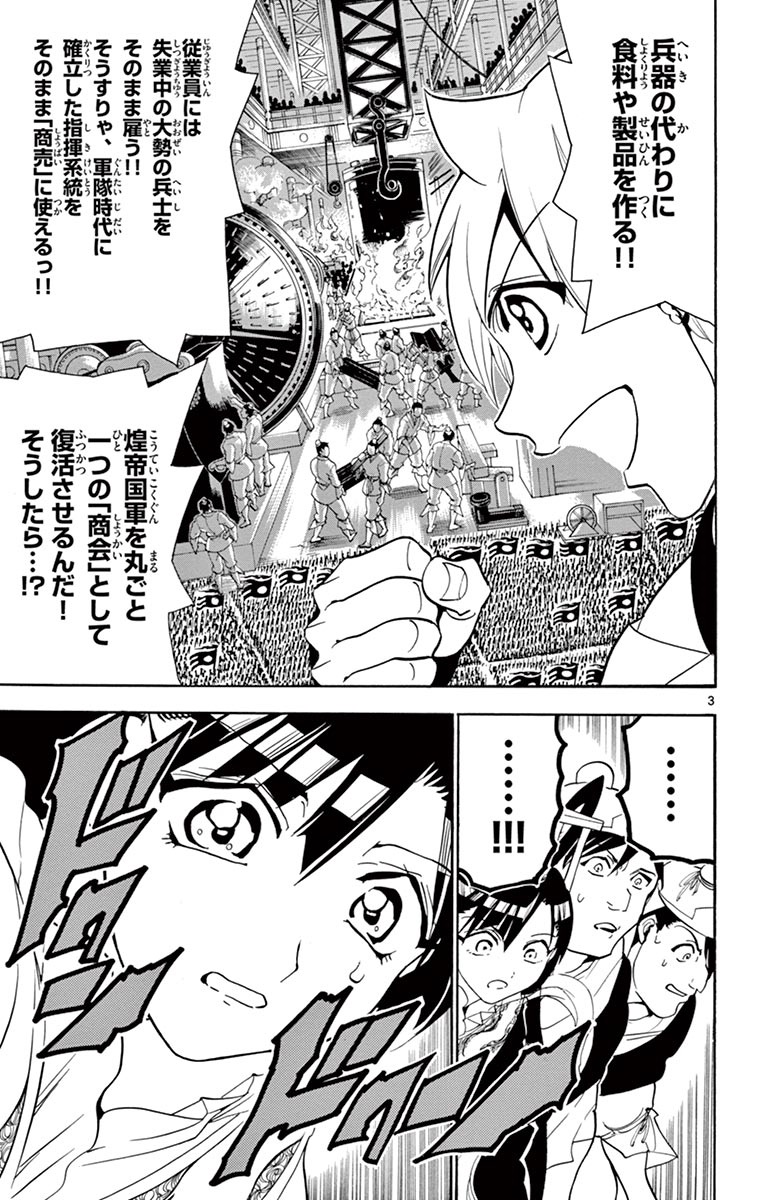 兵器の代わりに
食料や製品を作る!!
従業員には
失業中の大勢の兵士を
そのまま雇う!!
そうすりゃ、軍隊時代に
確立した指揮系統を
そのまま「商売」に使えるっ!!
煌帝国軍を丸ごと
一つの「商会」として
復活させるんだ!
そうしたら…!?
3
……
……!!!
ドドゥン
ドドゥーン